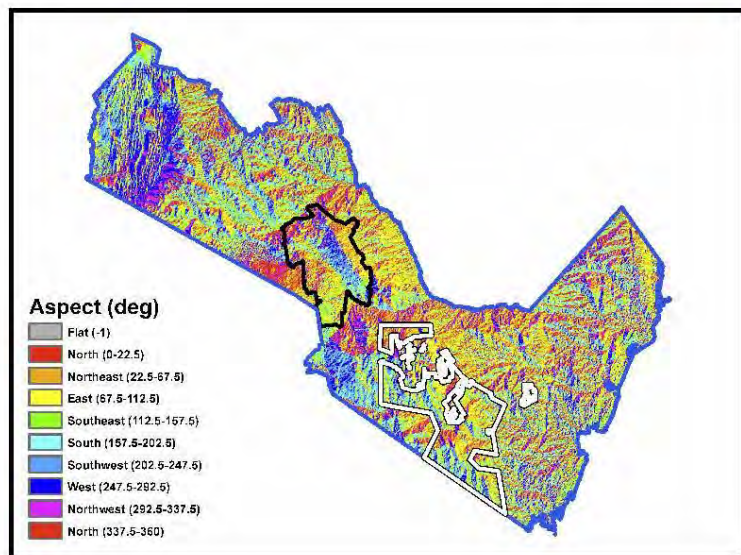 Aspect (deg)
Flat (-1)
North (0-22.5)
Northeast (22.5-67.5)
East (67.5-112.5)
Southeast (112.5-157.5)
South (157.5-202.5)
Southwest (202.5-247.5)
West (247.5-292.5)
Northwest (292.5-337.5)
North (337.5-360)